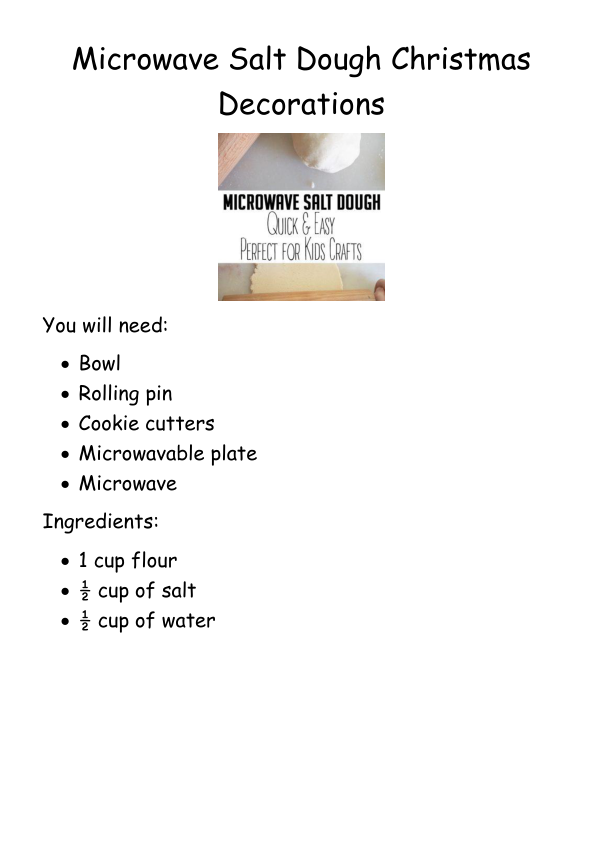 Microwave Salt Dough Christmas
Decorations
MICROWAVE SALT DOUGH
QUICK & EASY
PERFECT FOR KIDS CRAFTS
You will need:
• Bowl
• Rolling pin
• Cookie cutters
• Microwavable plate
• Microwave
Ingredients:
• 1 cup flour
• ½ cup of salt
• ½ cup of water